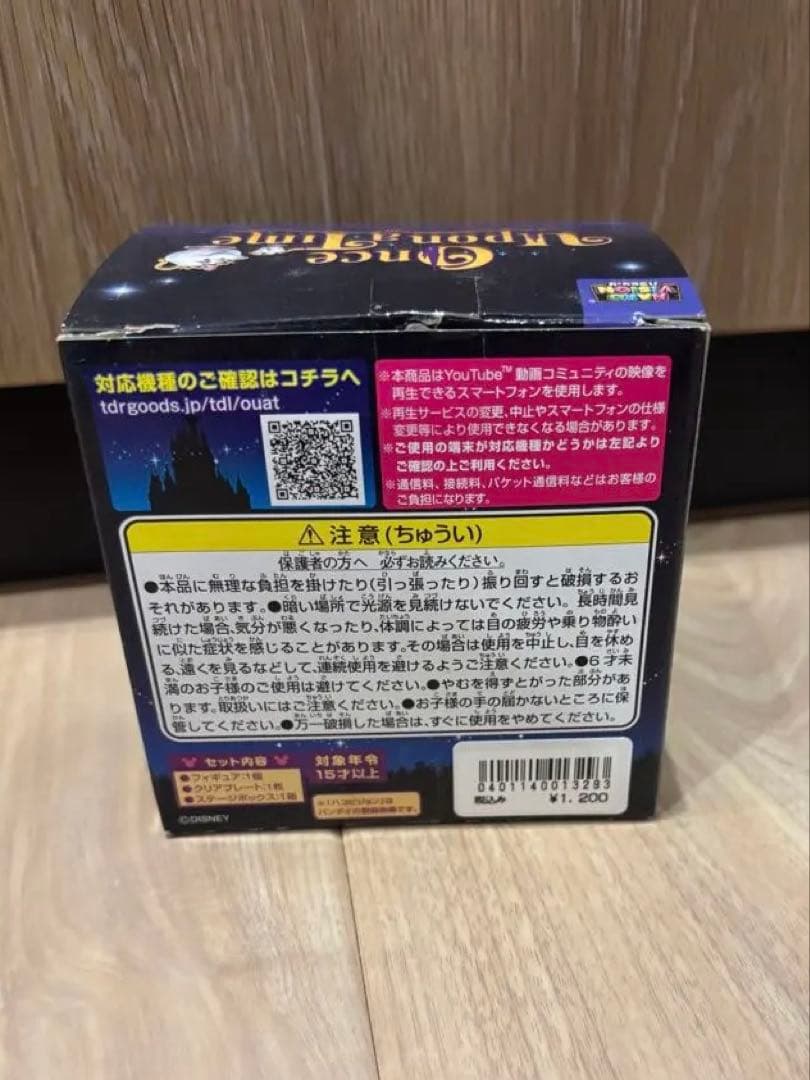 Once
Upon a Time
HAKO
VISION
対応機種のご確認はコチラへ
tdrgoods.jp/tdl/ouat
※本商品はYouTube™ 動画コミュニティの映像を
再生できるスマートフォンを使用します。
※再生サービスの変更、中止やスマートフォンの仕様
変更等により使用できなくなる場合があります。
※ご使用の端末が対応機種かどうかは左記より
ご確認の上ご利用ください。
※通信料、接続料、パケット通信料などはお客様の
ご負担になります。
⚠注意(ちゅうい)
保護者の方へ 必ずお読みください。
●本品に無理な負担を掛けたり(引っ張ったり)振り回すと破損するお
それがあります。●暗い場所で光源を見続けないでください。長時間見
続けた場合、気分が悪くなったり、体調によっては目の疲労や乗り物酔い
に似た症状を感じることがあります。その場合は使用を中止し、目を休め
る、遠くを見るなどして、連続使用を避けるようご注意ください。●6才未
満のお子様のご使用は避けてください。●やむを得ずとがった部分があ
ります。取扱いにはご注意ください。●お子様の手の届かないところに保
管してください。●万一破損した場合は、すぐに使用をやめてください。
セット内容
●フィギュア:1個
●クリアプレート:1枚
●ステージボックス:1箱
対象年令
15才以上
©DISNEY
0401140013293
税込み ¥1,200